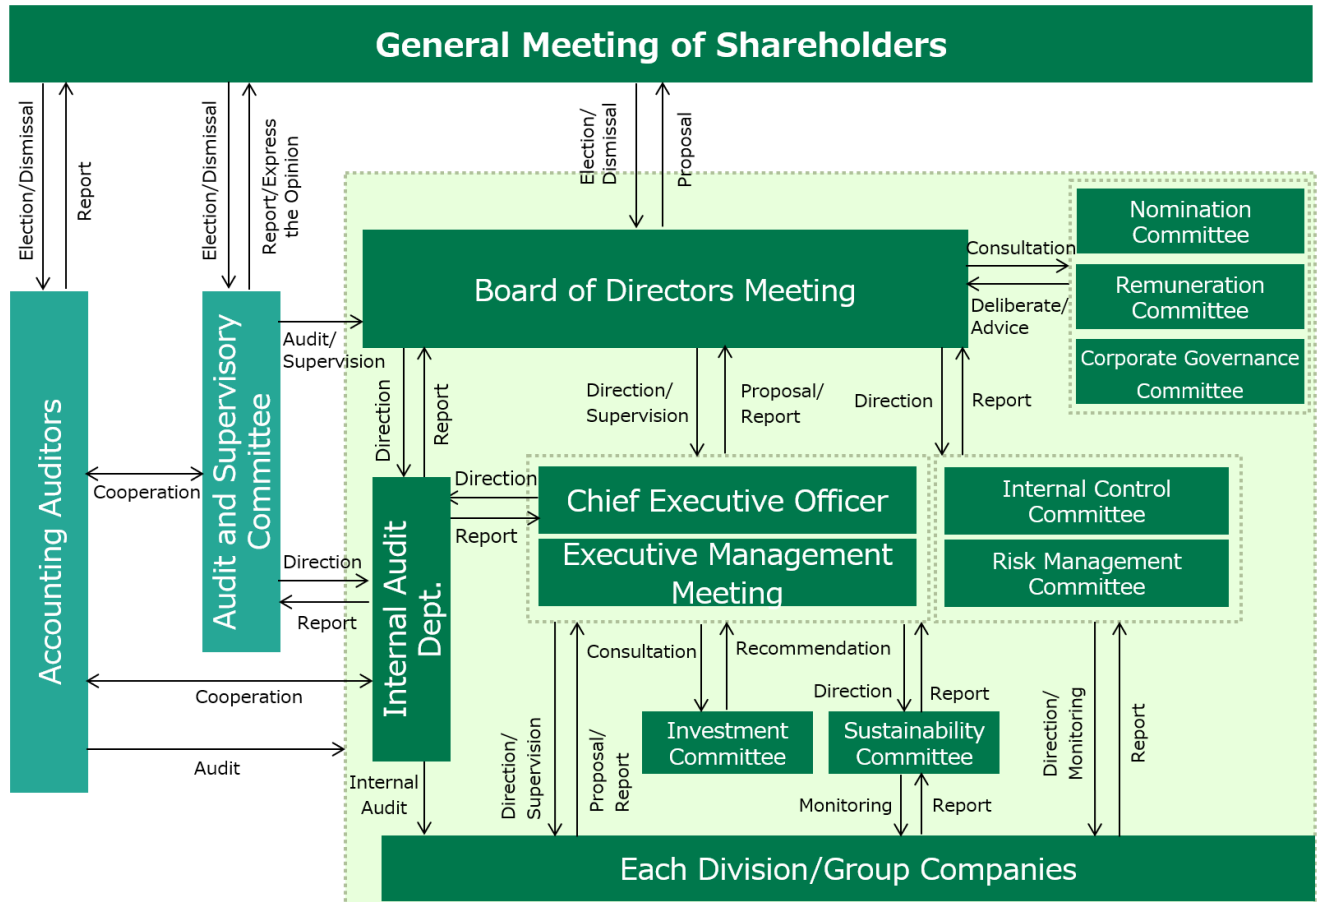 General Meeting of Shareholders
Election/Dismissal
Report
Election/Dismissal
Report/Express
the Opinion
Election/
Dismissal
Proposal
Nomination
Committee
Remuneration
Committee
Corporate Governance
Committee
Consultation
Deliberate/
Advice
Board of Directors Meeting
Audit/
Supervision
Accounting Auditors
Audit and Supervisory
Committee
Cooperation
Direction
Report
Direction/
Supervision
Proposal/
Report
Direction
Report
Direction
Report
Chief Executive Officer
Executive Management
Meeting
Internal Control
Committee
Risk Management
Committee
Internal Audit
Dept.
Direction
Report
Cooperation
Audit
Internal
Audit
Direction/
Supervision
Proposal/
Report
Consultation
Recommendation
Direction
Report
Investment
Committee
Sustainability
Committee
Monitoring
Report
Direction/
Monitoring
Report
Each Division/Group Companies